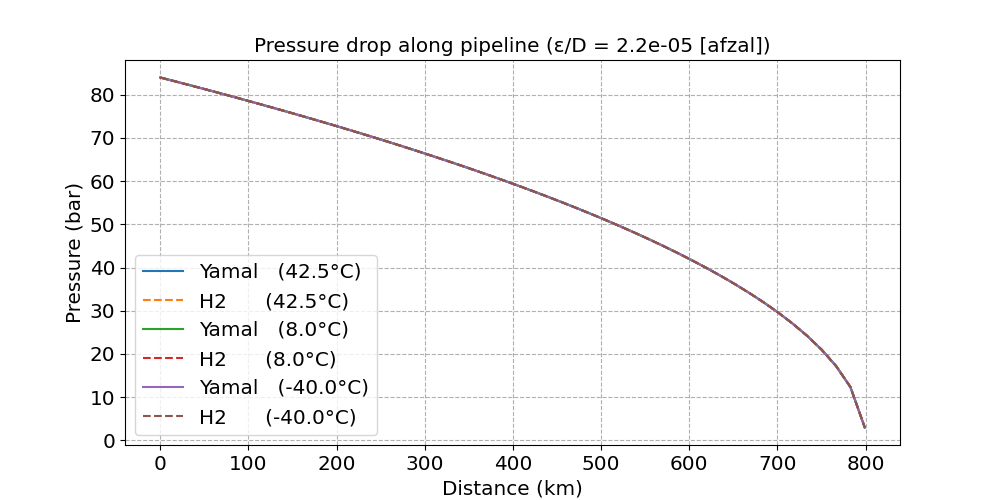 Pressure drop along pipeline (ε/D = 2.2e-05 [afzal])
Pressure (bar)
80
70
60
50
40
30
20
10
0
Yamal (42.5°C)
H2 (42.5°C)
Yamal (8.0°C)
H2 (8.0°C)
Yamal (-40.0°C)
H2 (-40.0°C)
0 100 200 300 400 500 600 700 800
Distance (km)